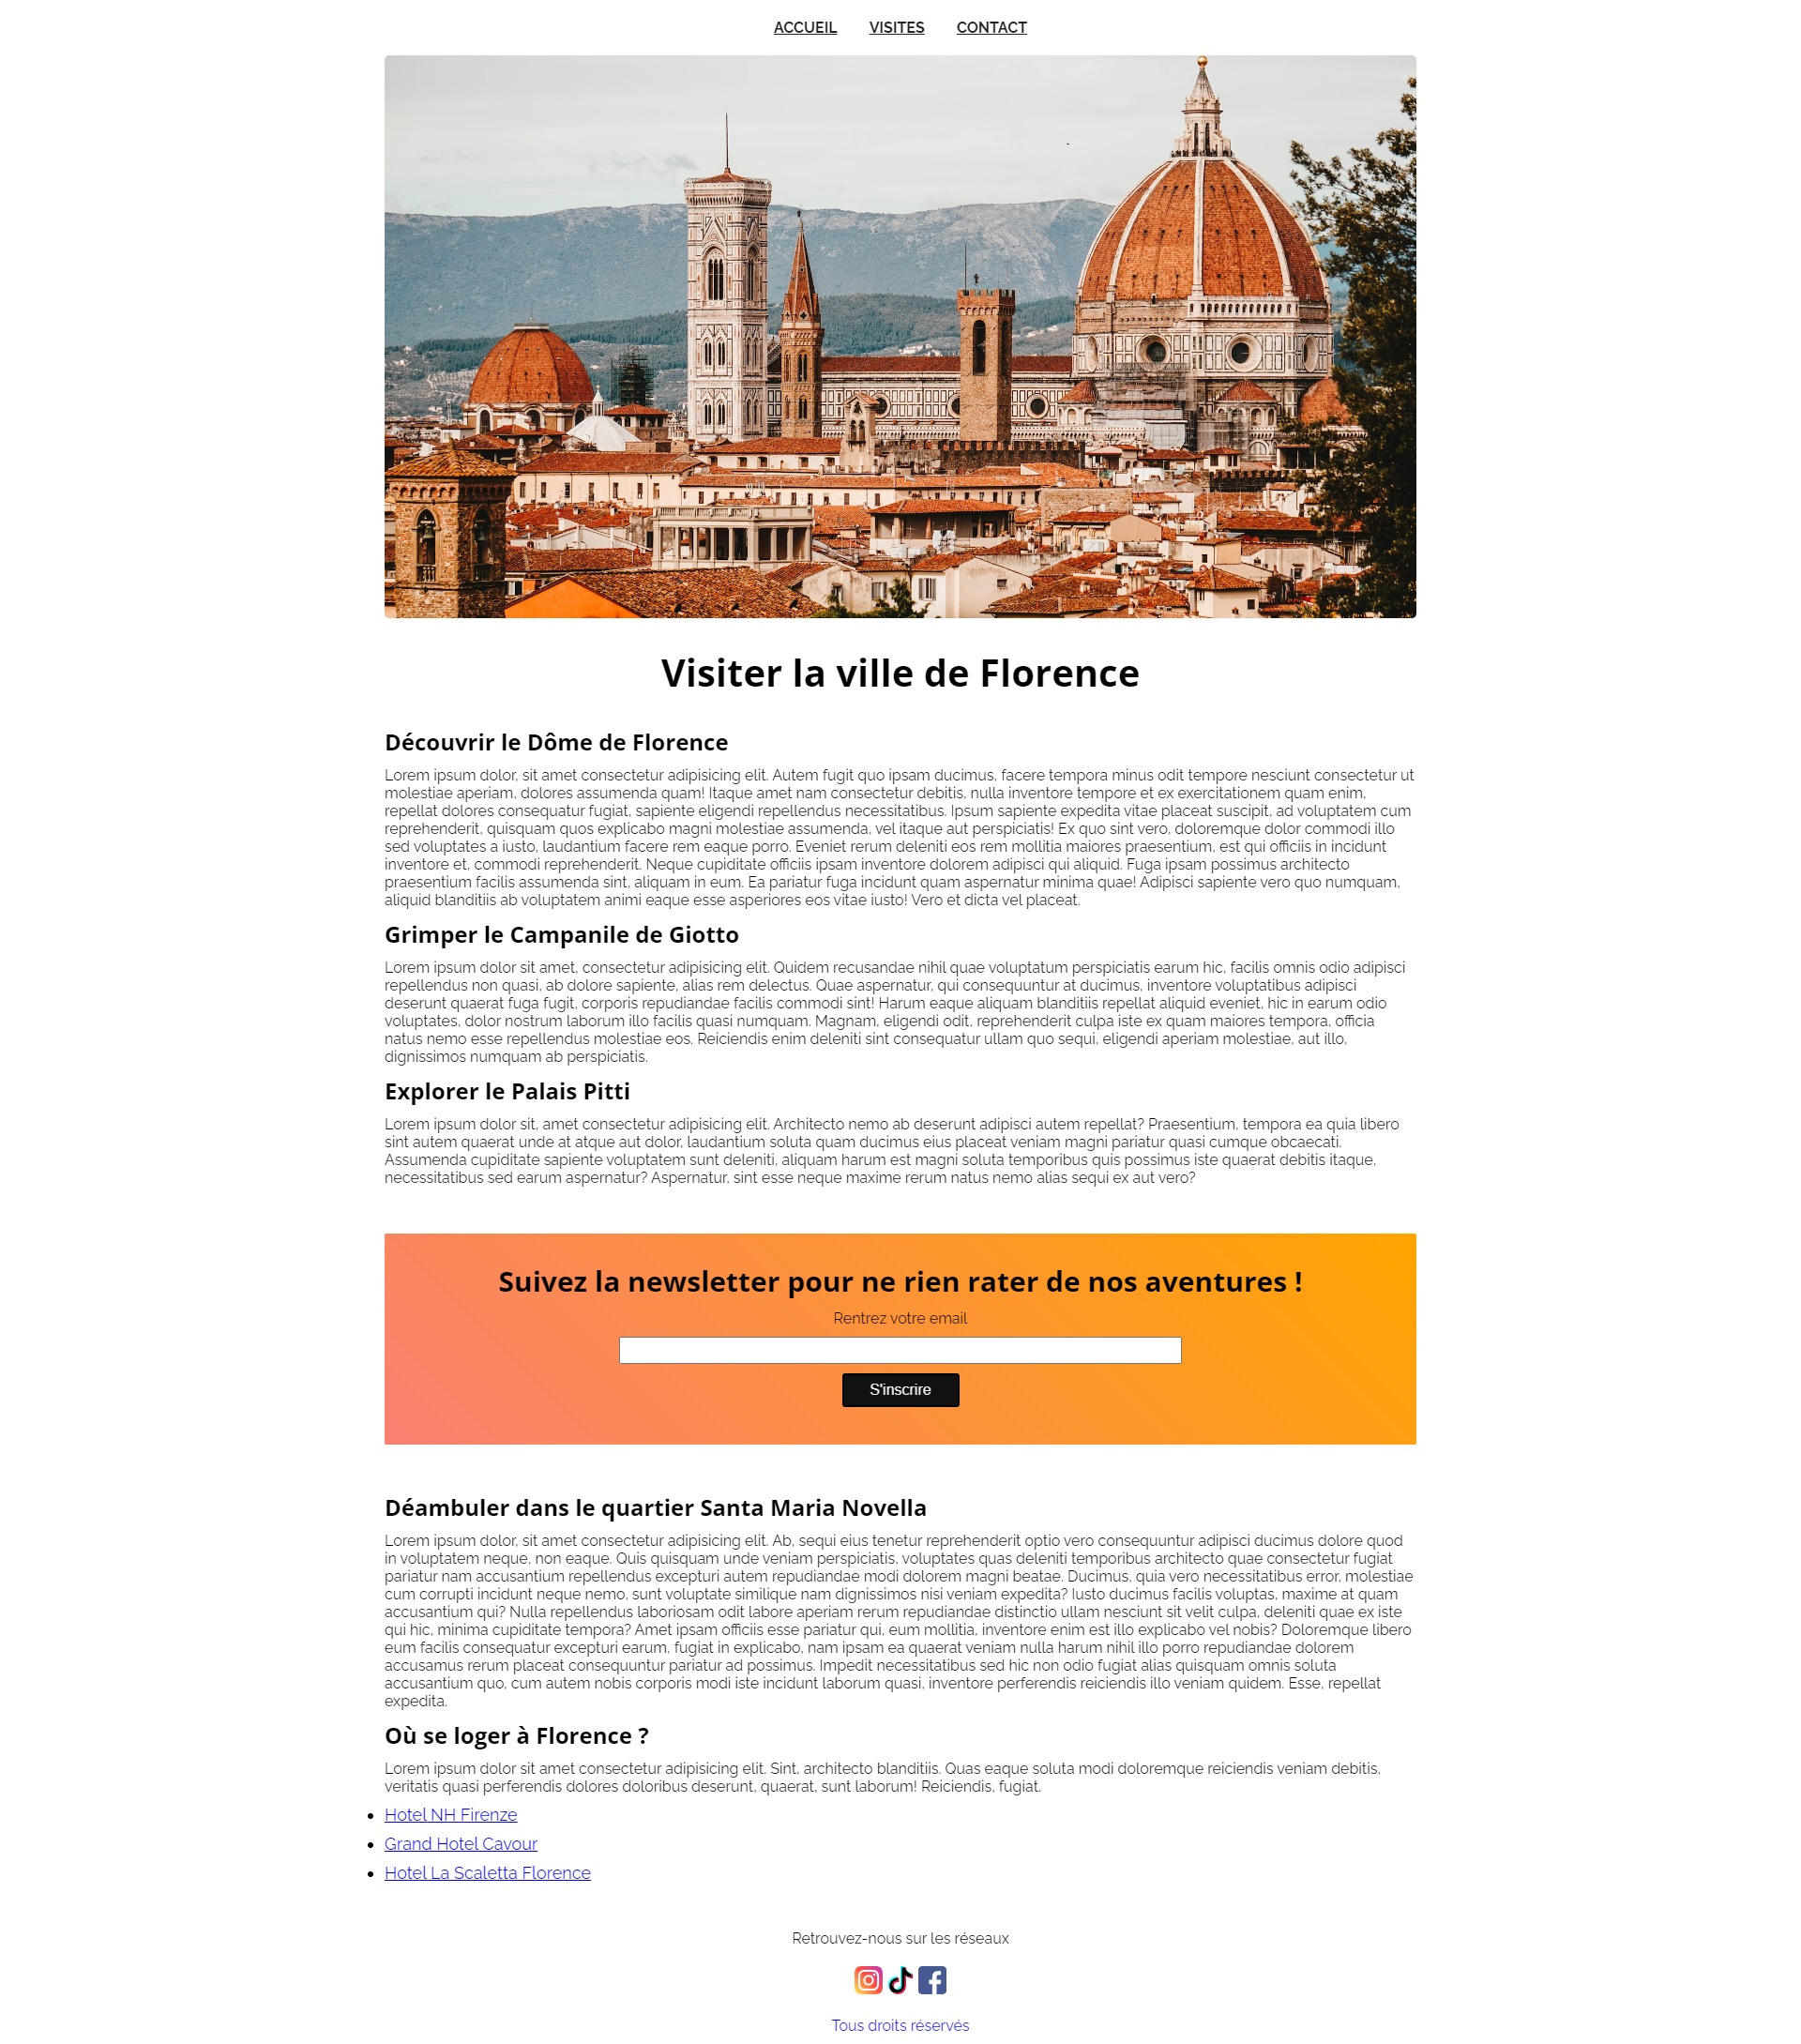 ACCUEIL VISITES CONTACT
Visiter la ville de Florence
Découvrir le Dôme de Florence
Lorem ipsum dolor, sit amet consectetur adipisicing elit. Autem fugit quo ipsam ducimus, facere tempora minus odit tempore nesciunt consectetur ut
molestiae aperiam, dolores assumenda quam! Itaque amet nam consectetur debitis, nulla inventore tempore et ex exercitationem quam enim,
repellat dolores consequatur fugiat, sapiente eligendi repellendus necessitatibus. Ipsum sapiente expedita vitae placeat suscipit, ad voluptatem cum
reprehenderit, quisquam quos explicabo magni molestiae assumenda, vel itaque aut perspiciatis! Ex quo sint vero, doloremque dolor commodi illo
sed voluptates a iusto, laudantium facere rem eaque porro. Eveniet rerum deleniti eos rem mollitia maiores praesentium, est qui officiis in incidunt
inventore et, commodi reprehenderit. Neque cupiditate officiis ipsam inventore dolorem adipisci qui aliquid. Fuga ipsam possimus architecto
praesentium facilis assumenda sint, aliquam in eum. Ea pariatur fuga incidunt quam aspernatur minima quae! Adipisci sapiente vero quo numquam,
aliquid blanditiis ab voluptatem animi eaque esse asperiores eos vitae iusto! Vero et dicta vel placeat.
Grimper le Campanile de Giotto
Lorem ipsum dolor sit amet, consectetur adipisicing elit. Quidem recusandae nihil quae voluptatum perspiciatis earum hic, facilis omnis odio adipisci
repellendus non quasi, ab dolore sapiente, alias rem delectus. Quae aspernatur, qui consequuntur at ducimus, inventore voluptatibus adipisci
deserunt quaerat fuga fugit, corporis repudiandae facilis commodi sint! Harum eaque aliquam blanditiis repellat aliquid eveniet, hic in earum odio
voluptates, dolor nostrum laborum illo facilis quasi numquam. Magnam, eligendi odit, reprehenderit culpa iste ex quam maiores tempora, officia
natus nemo esse repellendus molestiae eos. Reiciendis enim deleniti sint consequatur ullam quo sequi, eligendi aperiam molestiae, aut illo,
dignissimos numquam ab perspiciatis.
Explorer le Palais Pitti
Lorem ipsum dolor sit, amet consectetur adipisicing elit. Architecto nemo ab deserunt adipisci autem repellat? Praesentium, tempora ea quia libero
sint autem quaerat unde at atque aut dolor, laudantium soluta quam ducimus eius placeat veniam magni pariatur quasi cumque obcaecati.
Assumenda cupiditate sapiente voluptatem sunt deleniti, aliquam harum est magni soluta temporibus quis possimus iste quaerat debitis itaque,
necessitatibus sed earum aspernatur? Aspernatur, sint esse neque maxime rerum natus nemo alias sequi ex aut vero?
Suivez la newsletter pour ne rien rater de nos aventures !
Rentrez votre email
S'inscrire
Déambuler dans le quartier Santa Maria Novella
Lorem ipsum dolor, sit amet consectetur adipisicing elit. Ab, sequi eius tenetur reprehenderit optio vero consequuntur adipisci ducimus dolore quod
in voluptatem neque, non eaque. Quis quisquam unde veniam perspiciatis, voluptates quas deleniti temporibus architecto quae consectetur fugiat
pariatur nam accusantium repellendus excepturi autem repudiandae modi dolorem magni beatae. Ducimus, quia vero necessitatibus error, molestiae
cum corrupti incidunt neque nemo, sunt voluptate similique nam dignissimos nisi veniam expedita? Iusto ducimus facilis voluptas, maxime at quam
accusantium qui? Nulla repellendus laboriosam odit labore aperiam rerum repudiandae distinctio ullam nesciunt sit velit culpa, deleniti quae ex iste
qui hic, minima cupiditate tempora? Amet ipsam officiis esse pariatur qui, eum mollitia, inventore enim est illo explicabo vel nobis? Doloremque libero
eum facilis consequatur excepturi earum, fugiat in explicabo, nam ipsam ea quaerat veniam nulla harum nihil illo porro repudiandae dolorem
accusamus rerum placeat consequuntur pariatur ad possimus. Impedit necessitatibus sed hic non odio fugiat alias quisquam omnis soluta
accusantium quo, cum autem nobis corporis modi iste incidunt laborum quasi, inventore perferendis reiciendis illo veniam quidem. Esse, repellat
expedita.
Où se loger à Florence ?
Lorem ipsum dolor sit amet consectetur adipisicing elit. Sint, architecto blanditiis. Quas eaque soluta modi doloremque reiciendis veniam debitis,
veritatis quasi perferendis dolores doloribus deserunt, quaerat, sunt laborum! Reiciendis, fugiat.
Hotel NH Firenze
Grand Hotel Cavour
Hotel La Scaletta Florence
Retrouvez-nous sur les réseaux
Tous droits réservés